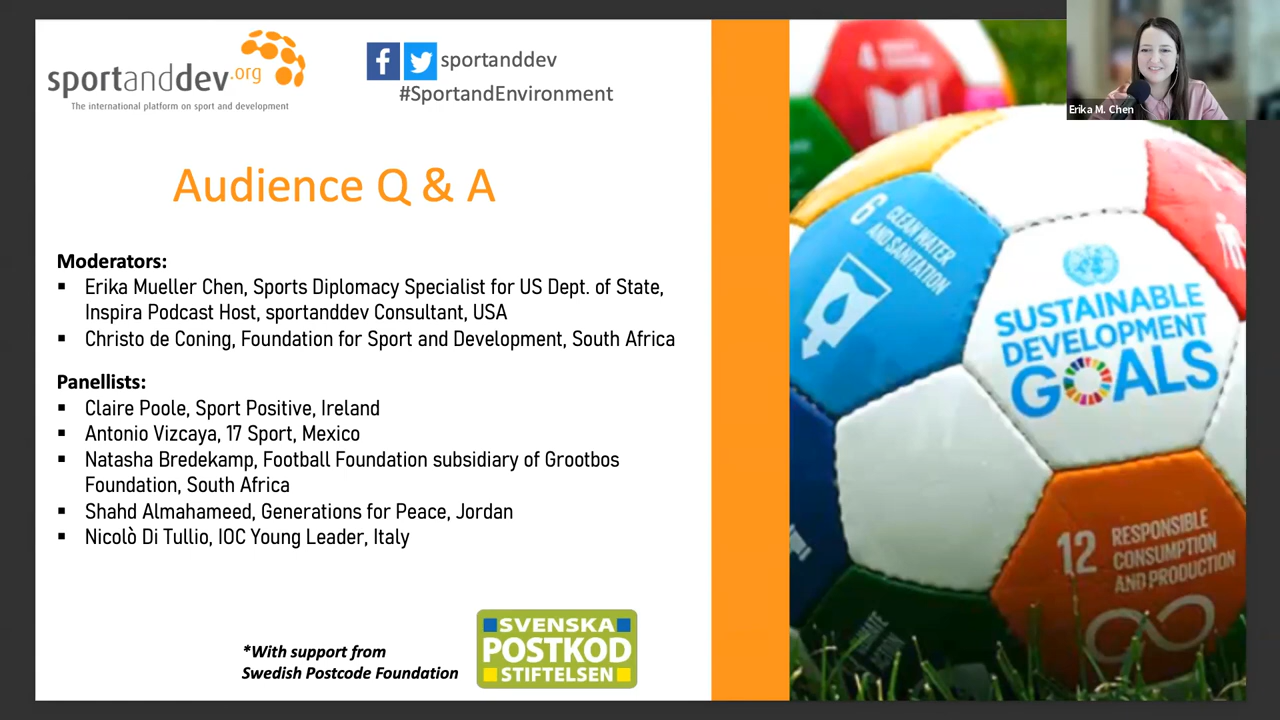 sportanddev.org
The international platform on sport and development
sportanddev
#SportandEnvironment
Audience Q & A
Moderators:
▪ Erika Mueller Chen, Sports Diplomacy Specialist for US Dept. of State,
Inspira Podcast Host, sportanddev Consultant, USA
▪ Christo de Coning, Foundation for Sport and Development, South Africa
Panellists:
▪ Claire Poole, Sport Positive, Ireland
▪ Antonio Vizcaya, 17 Sport, Mexico
▪ Natasha Bredekamp, Football Foundation subsidiary of Grootbos
Foundation, South Africa
▪ Shahd Almahameed, Generations for Peace, Jordan
▪ Nicolò Di Tullio, IOC Young Leader, Italy
*With support from
Swedish Postcode Foundation
SVENSKA
POSTKOD
STIFTELSEN
Erika M. Chen
4
6 CLEAN WATER
AND SANITATION
SUSTAINABLE
DEVELOPMENT
GOALS
12 RESPONSIBLE
CONSUMPTION
AND PRODUCTION